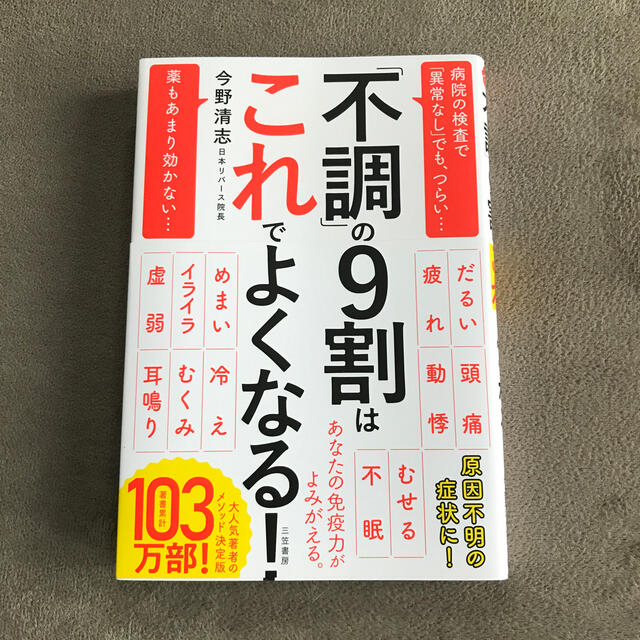 病院の検査で
「異常なし」でも、つらい…
「不調」の9割は
これでよくなる！
今野清志
日本リバース院長
薬もあまり効かない…
だるい
疲れ
頭痛
動悸
めまい
イライラ
虚弱
冷え
むくみ
耳鳴り
むせる
不眠
原因不明の
症状に！
あなたの免疫力が
よみがえる。
三笠書房
大人気著者の
メソッド決定版
著書累計
103
万部！